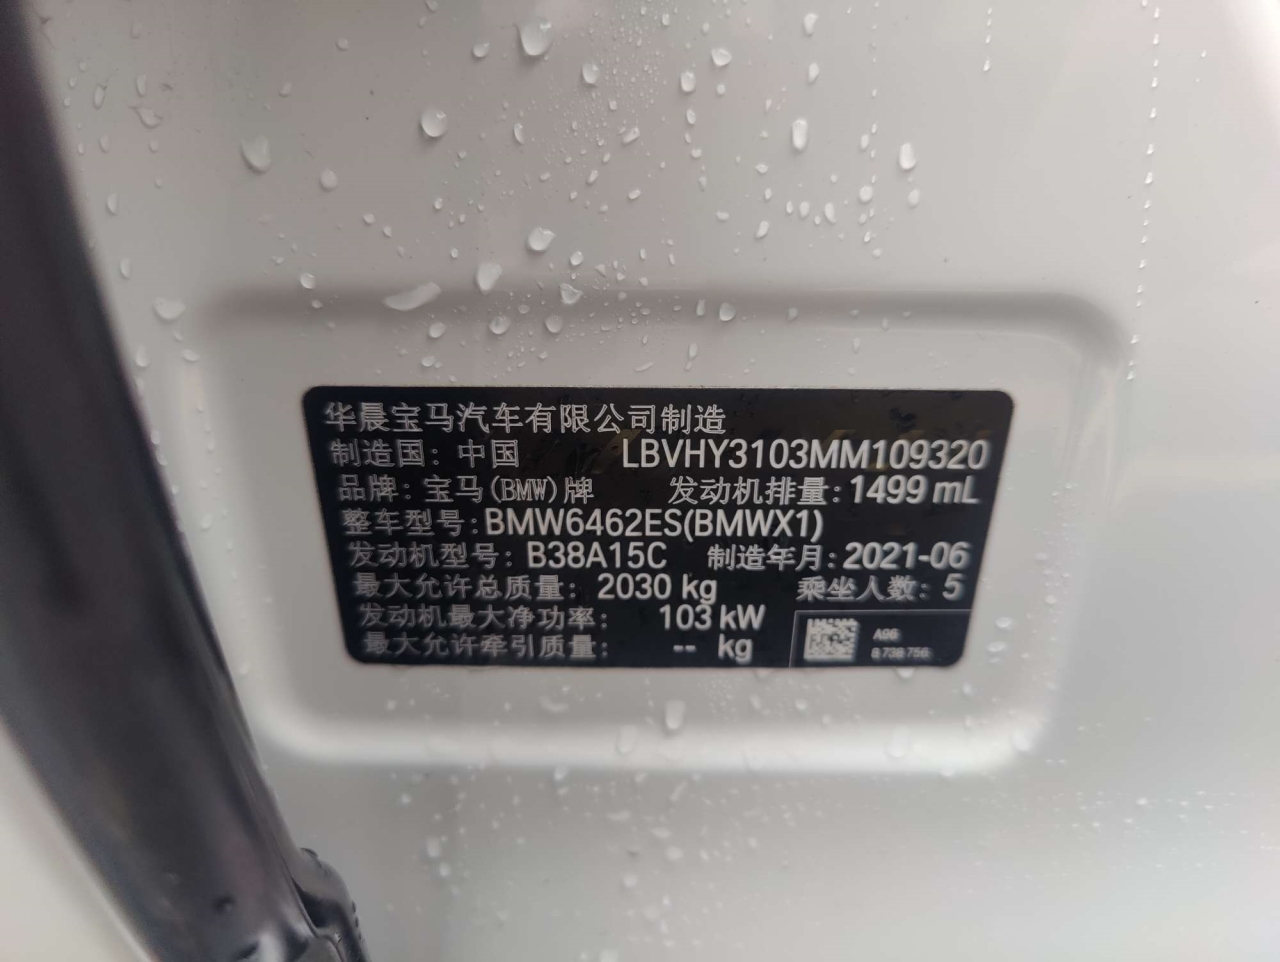 华晨宝马汽车有限公司制造
制造国：中国 LBVHY3103MM109320
品牌：宝马(BMW)牌 发动机排量：1499 mL
整车型号：BMW6462ES(BMWX1)
发动机型号：B38A15C 制造年月：2021-06
最大允许总质量：2030 kg 乘坐人数：5
发动机最大净功率：103 kW
最大允许牵引质量：-- kg
A96
8 738 756